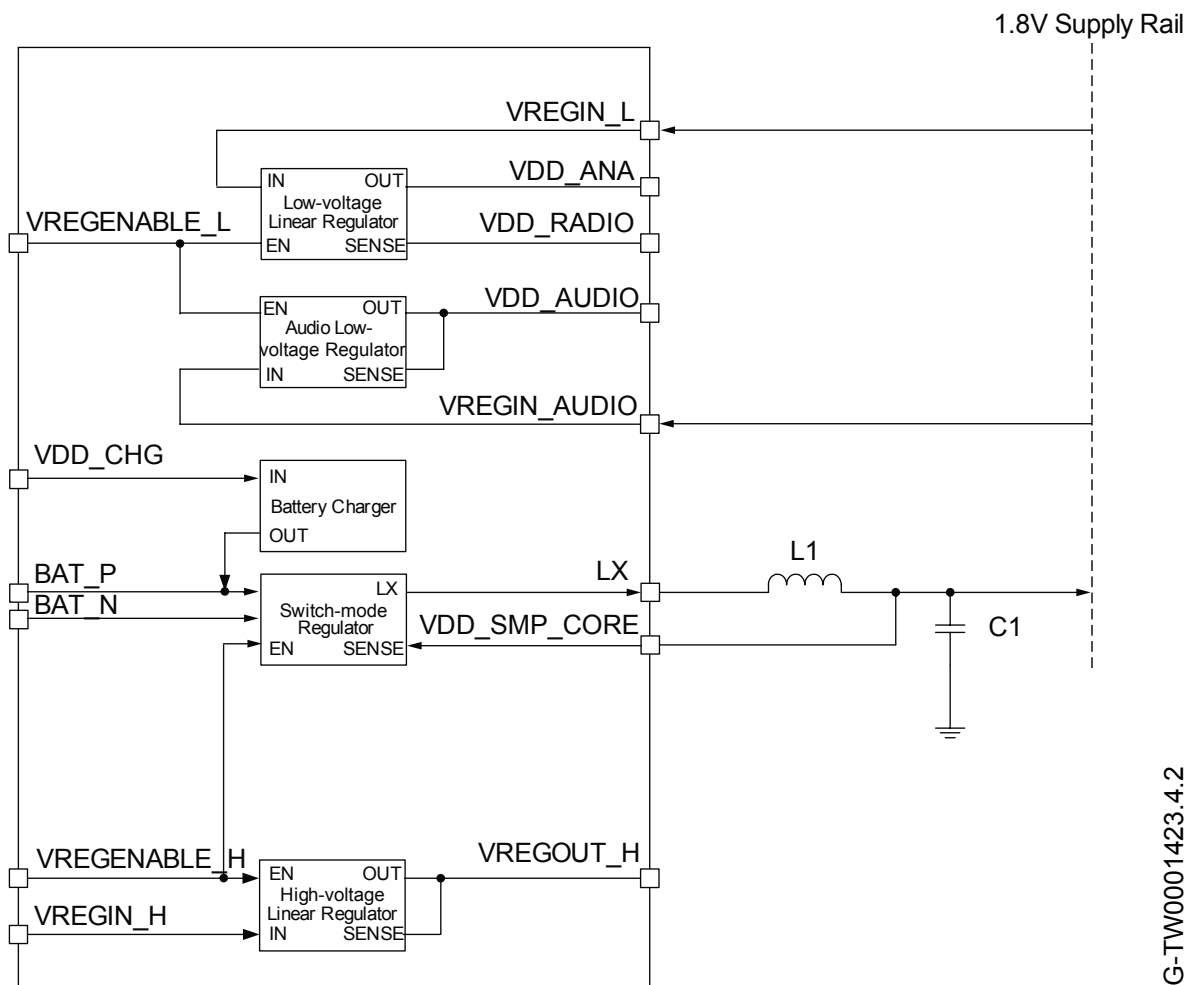 1.8V Supply Rail
VREGIN_L
IN OUT
VDD_ANA
Low-voltage
Linear Regulator
VREGENABLE_L
VDD_RADIO
EN SENSE
VDD_AUDIO
EN OUT
Audio Low-
voltage Regulator
IN SENSE
VREGIN_AUDIO
VDD_CHG
IN
Battery Charger
OUT
L1
BAT_P
LX
LX
BAT_N
Switch-mode
Regulator
VDD_SMP_CORE
C1
EN SENSE
VREGENABLE_H
VREGOUT_H
EN OUT
High-voltage
Linear Regulator
VREGIN_H
IN SENSE
G-TW0001423.4.2